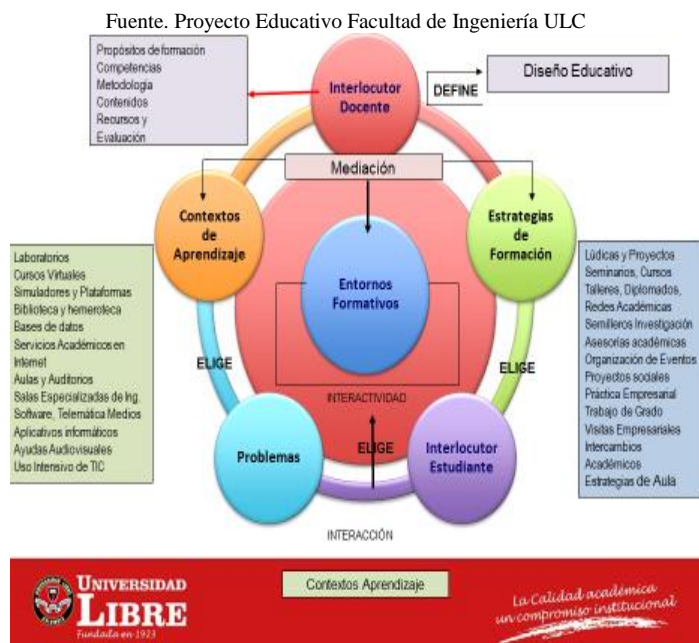 Fuente. Proyecto Educativo Facultad de Ingeniería ULC
Propósitos de formación
Competencias
Metodología
Contenidos
Recursos y
Evaluación
Interlocutor
Docente
DEFINE
Diseño Educativo
Mediación
Contextos
de
Aprendizaje
Estrategias
de
Formación
Entornos
Formativos
Laboratorios
Cursos Virtuales
Simuladores y Plataformas
Biblioteca y hemeroteca
Bases de datos
Servicios Académicos en
Internet
Aulas y Auditorios
Salas Especializadas de Ing.
Software, Telemática Medios
Aplicativos informáticos
Ayudas Audiovisuales
Uso Intensivo de TIC
Lúdicas y Proyectos
Seminarios, Cursos
Talleres, Diplomados,
Redes Académicas
Semilleros Investigación
Asesorías académicas
Organización de Eventos
Proyectos sociales
Práctica Empresarial
Trabajo de Grado
Visitas Empresariales
Intercambios
Académicos
Estrategias de Aula
ELIGE
ELIGE
INTERACTIVIDAD
ELIGE
Problemas
Interlocutor
Estudiante
INTERACCIÓN
Contextos Aprendizaje
UNIVERSIDAD
LIBRE
Fundada en 1923
La Calidad académica
un compromiso institucional